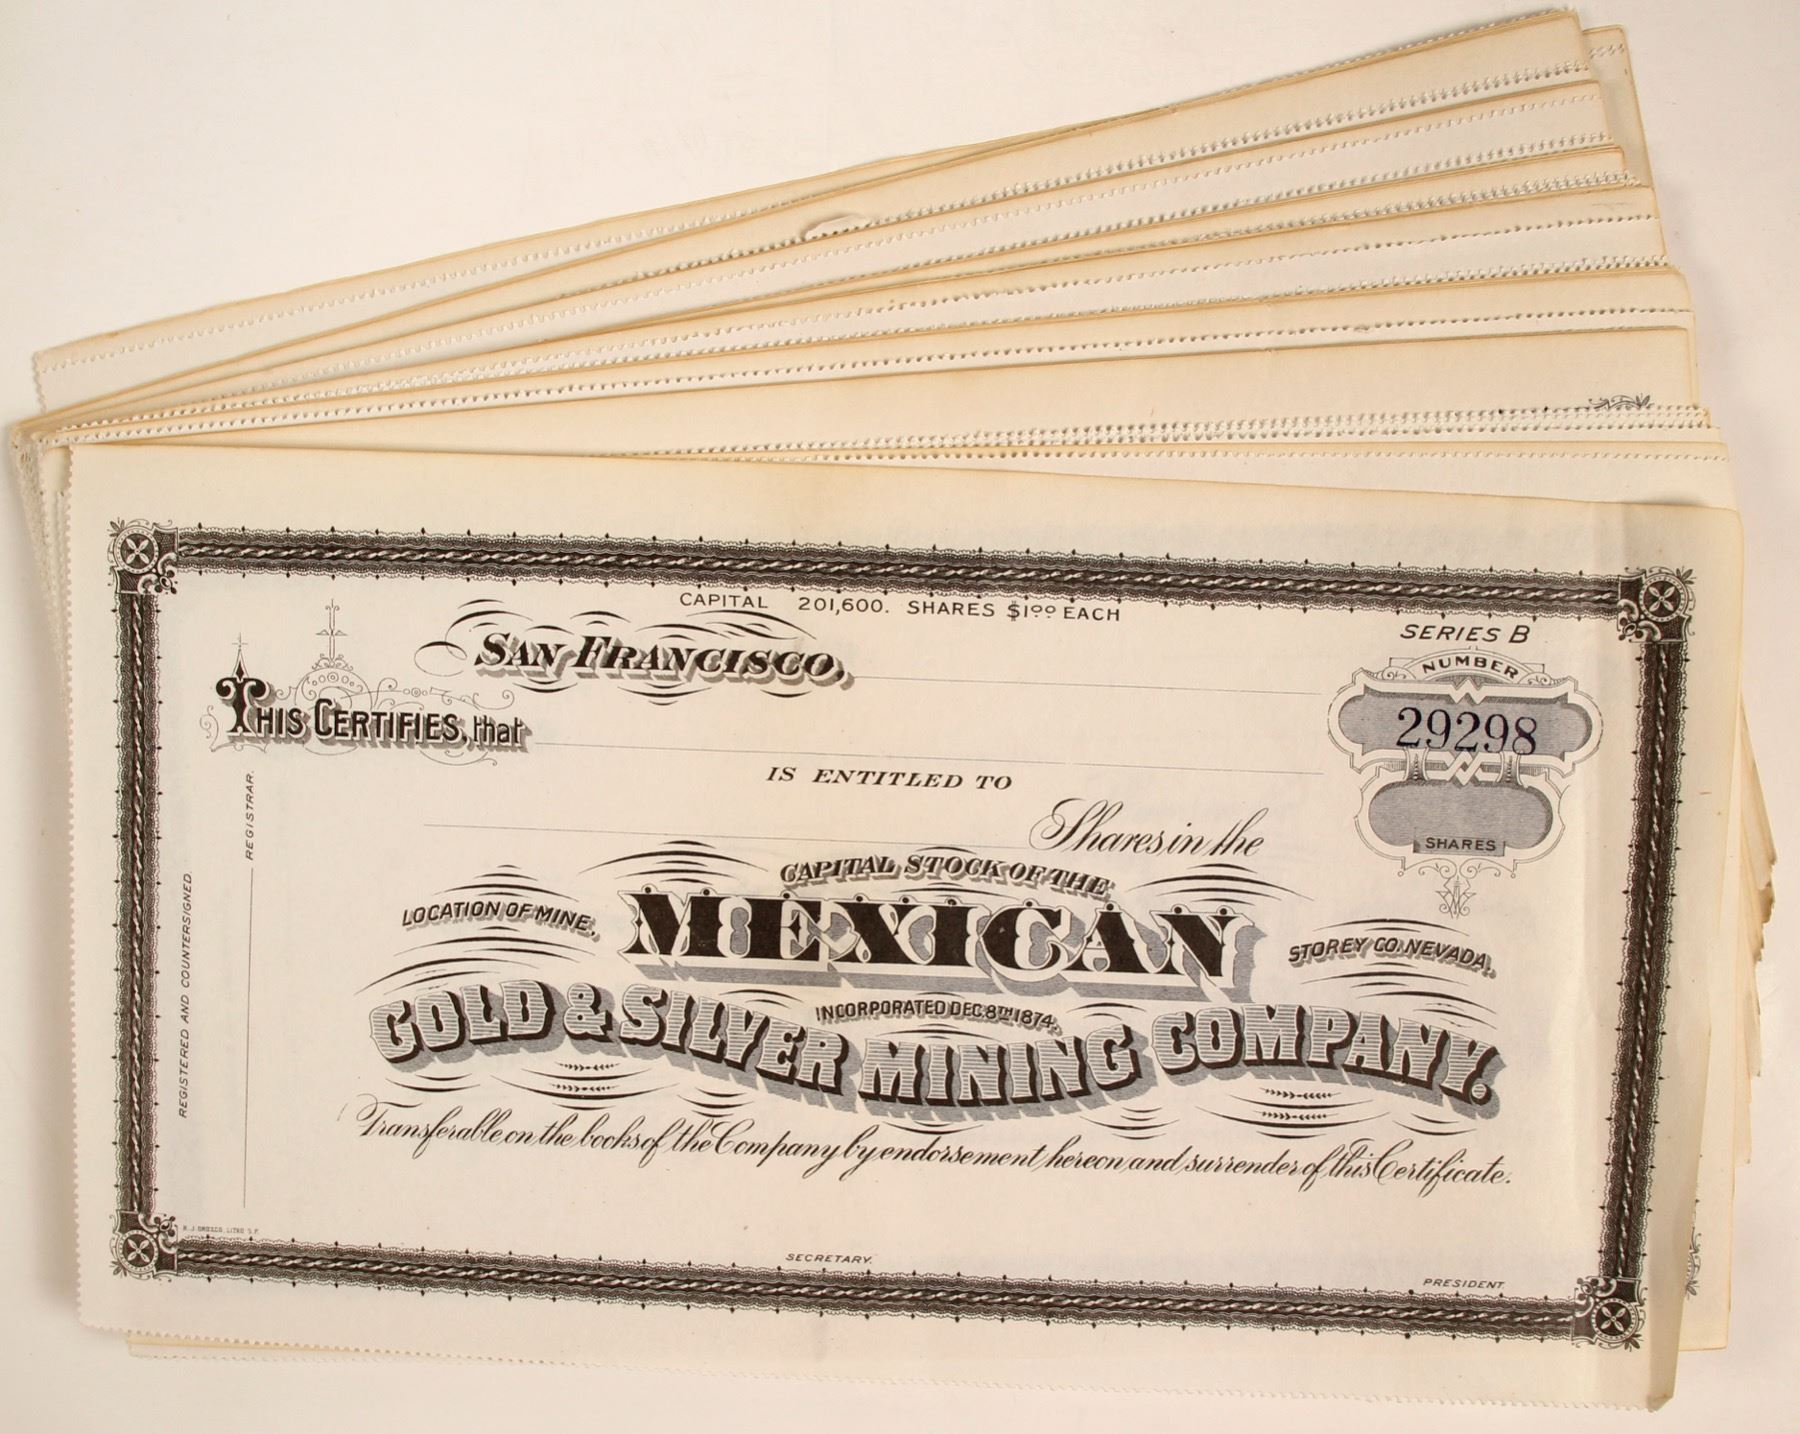 CAPITAL 201,600. SHARES $1.00 EACH
SERIES B
SAN FRANCISCO,
NUMBER
29298
THIS CERTIFIES, that
IS ENTITLED TO
Shares in the
SHARES
REGISTRAR.
REGISTERED AND COUNTERSIGNED.
CAPITAL STOCK OF THE
LOCATION OF MINE,
MEXICAN
STOREY CO. NEVADA.
INCORPORATED DEC. 8TH 1874.
GOLD & SILVER MINING COMPANY.
Transferable on the books of the Company by endorsement hereon and surrender of this Certificate.
LITHO S.F.
SECRETARY.
PRESIDENT.